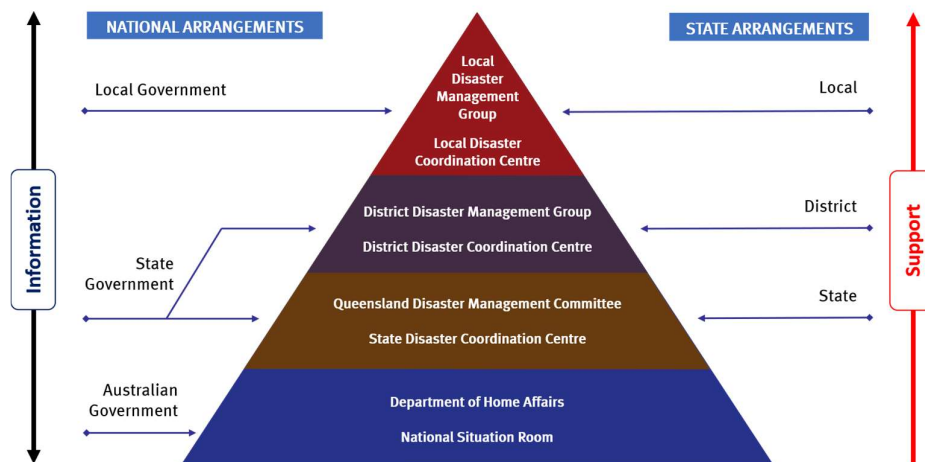 NATIONAL ARRANGEMENTS
STATE ARRANGEMENTS
Local Government
Local
Disaster
Management
Group
Local Disaster
Coordination Centre
Local
Information
State
Government
District Disaster Management Group
District Disaster Coordination Centre
District
Support
Queensland Disaster Management Committee
State Disaster Coordination Centre
State
Australian
Government
Department of Home Affairs
National Situation Room